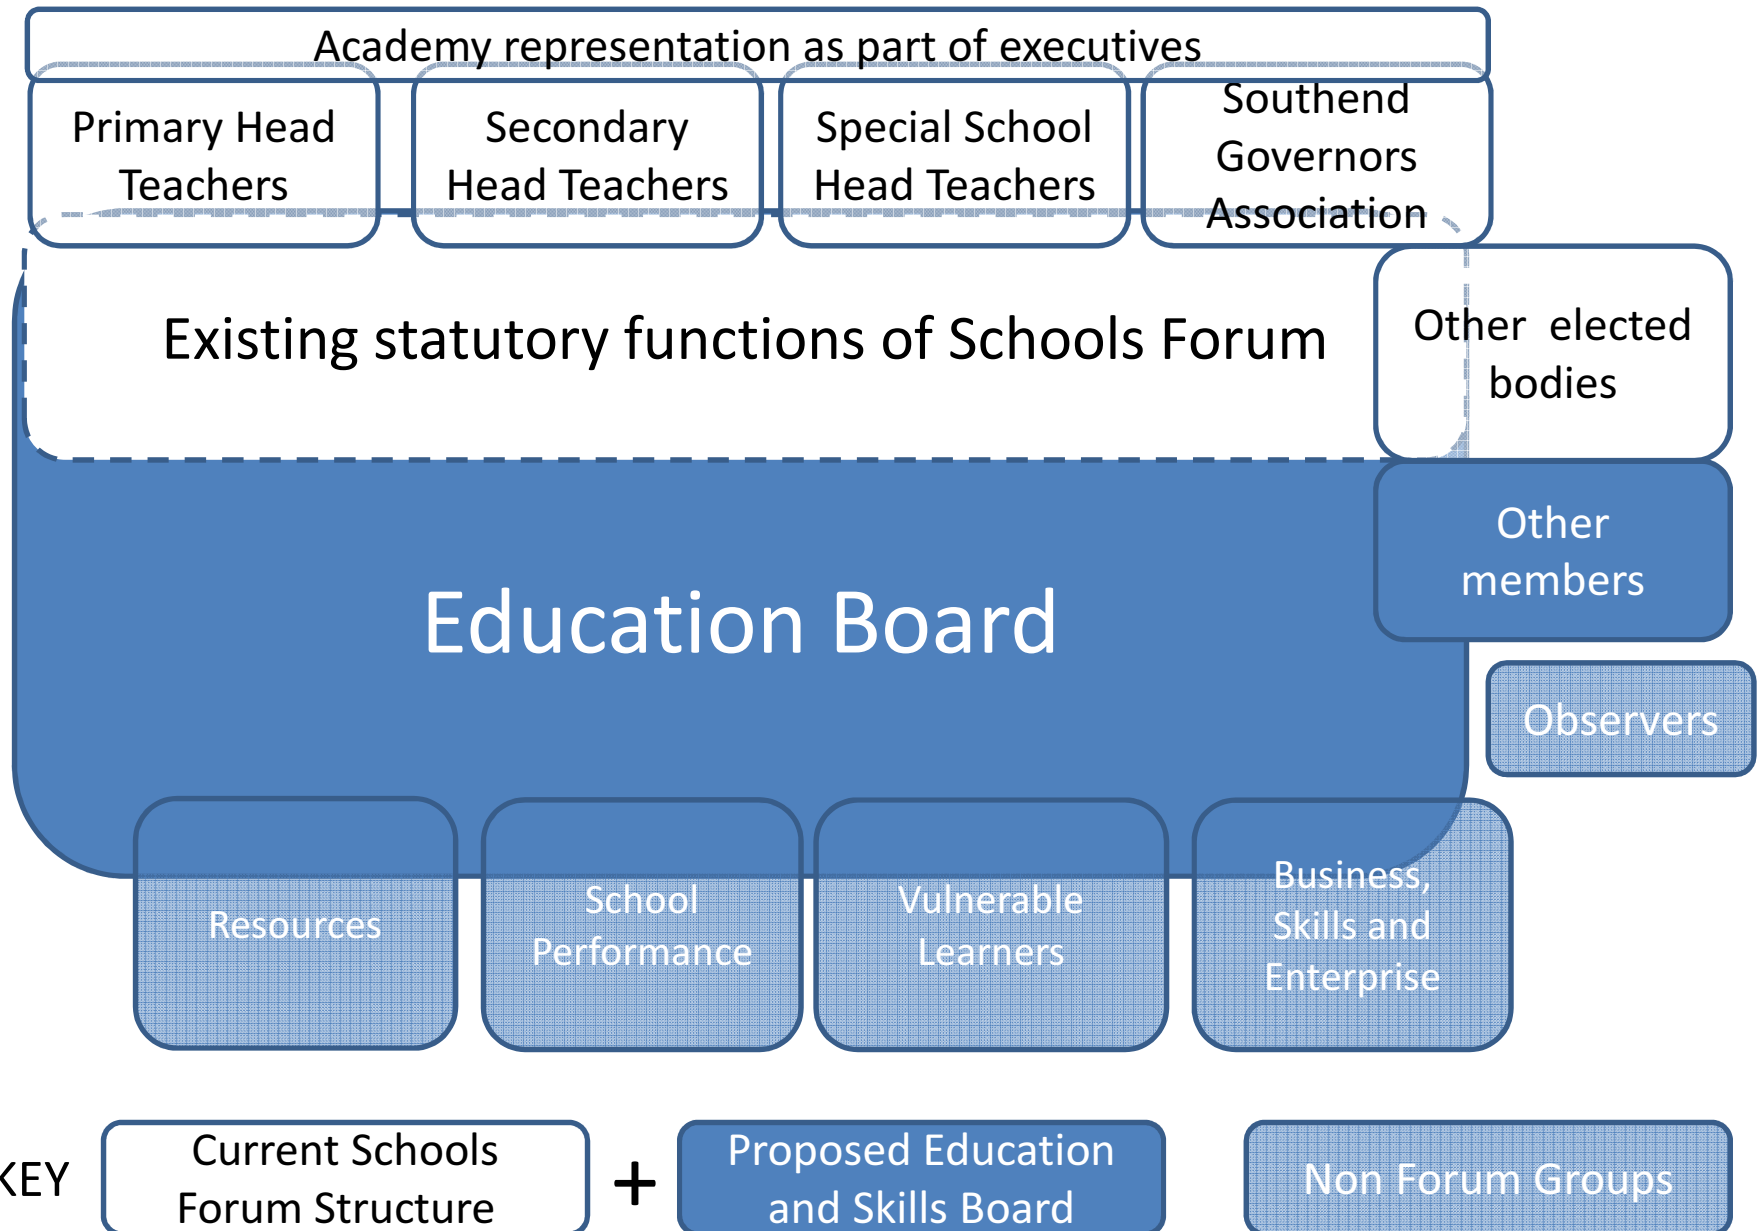 Academy representation as part of executives
Primary Head
Teachers
Secondary
Head Teachers
Special School
Head Teachers
Southend
Governors
Association
Existing statutory functions of Schools Forum
Other elected
bodies
Education Board
Other
members
Observers
Resources
School
Performance
Vulnerable
Learners
Business,
Skills and
Enterprise
KEY
Current Schools
Forum Structure
+
Proposed Education
and Skills Board
Non Forum Groups